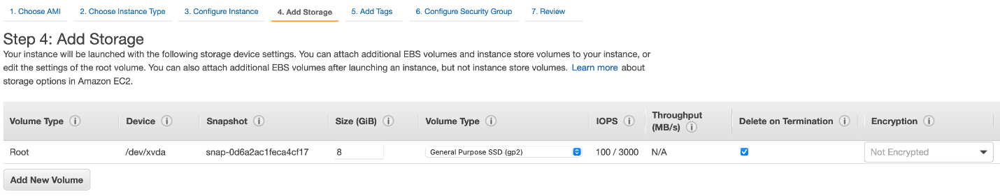 1. Choose AMI 2. Choose Instance Type 3. Configure Instance 4. Add Storage 5. Add Tags 6. Configure Security Group 7. Review
Step 4: Add Storage
Your instance will be launched with the following storage device settings. You can attach additional EBS volumes and instance store volumes to your instance, or
edit the settings of the root volume. You can also attach additional EBS volumes after launching an instance, but not instance store volumes. Learn more about
storage options in Amazon EC2.
Volume Type i Device i Snapshot i Size (GiB) i Volume Type i IOPS i Throughput (MB/s) i Delete on Termination i Encryption i
Root /dev/xvda snap-0d6a2ac1feca4cf17 8 General Purpose SSD (gp2) 100 / 3000 N/A Not Encrypted
Add New Volume